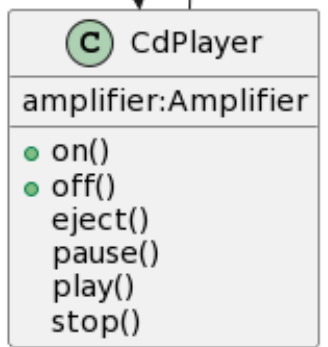 C CdPlayer
amplifier:Amplifier
on()
off()
eject()
pause()
play()
stop()